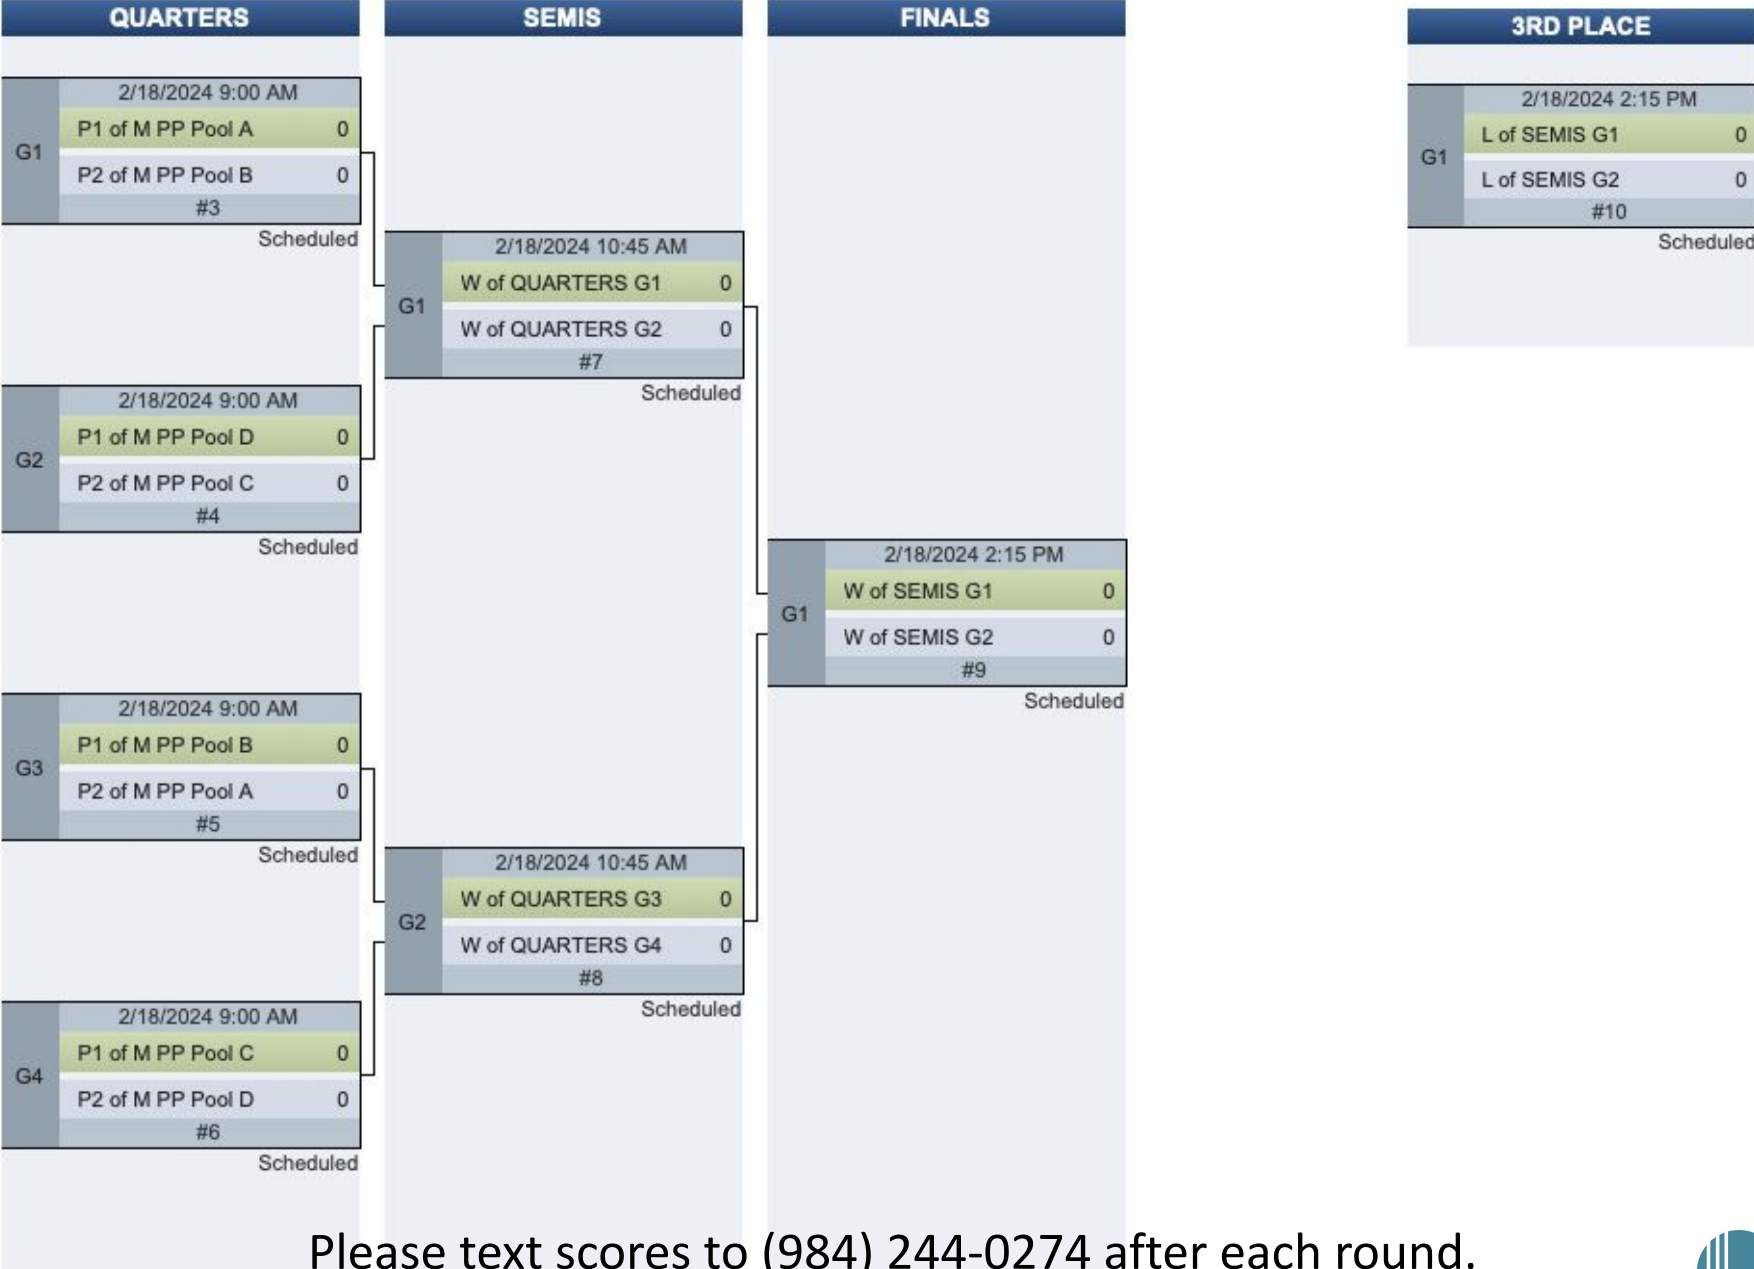 QUARTERS
2/18/2024 9:00 AM
G1
P1 of M PP Pool A 0
P2 of M PP Pool B 0
#3
Scheduled
2/18/2024 9:00 AM
G2
P1 of M PP Pool D 0
P2 of M PP Pool C 0
#4
Scheduled
2/18/2024 9:00 AM
G3
P1 of M PP Pool B 0
P2 of M PP Pool A 0
#5
Scheduled
2/18/2024 9:00 AM
G4
P1 of M PP Pool C 0
P2 of M PP Pool D 0
#6
Scheduled
SEMIS
2/18/2024 10:45 AM
G1
W of QUARTERS G1 0
W of QUARTERS G2 0
#7
Scheduled
2/18/2024 10:45 AM
G2
W of QUARTERS G3 0
W of QUARTERS G4 0
#8
Scheduled
FINALS
2/18/2024 2:15 PM
G1
W of SEMIS G1 0
W of SEMIS G2 0
#9
Scheduled
3RD PLACE
2/18/2024 2:15 PM
G1
L of SEMIS G1 0
L of SEMIS G2 0
#10
Scheduled
Please text scores to (984) 244-0274 after each round.